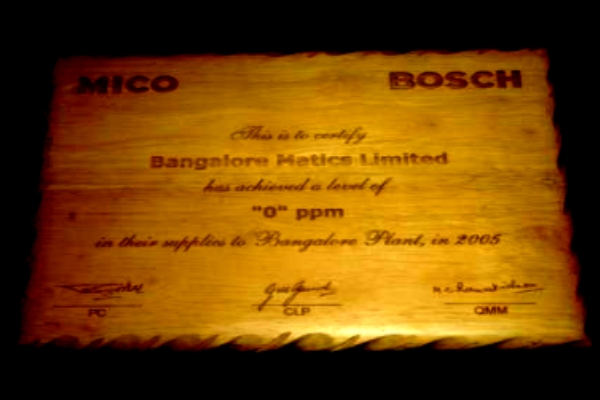 MICO BOSCH
This is to certify
Bangalore Matics Limited
has achieved a level of
"0" ppm
in their supplies to Bangalore Plant, in 2005
PC CLP QMM